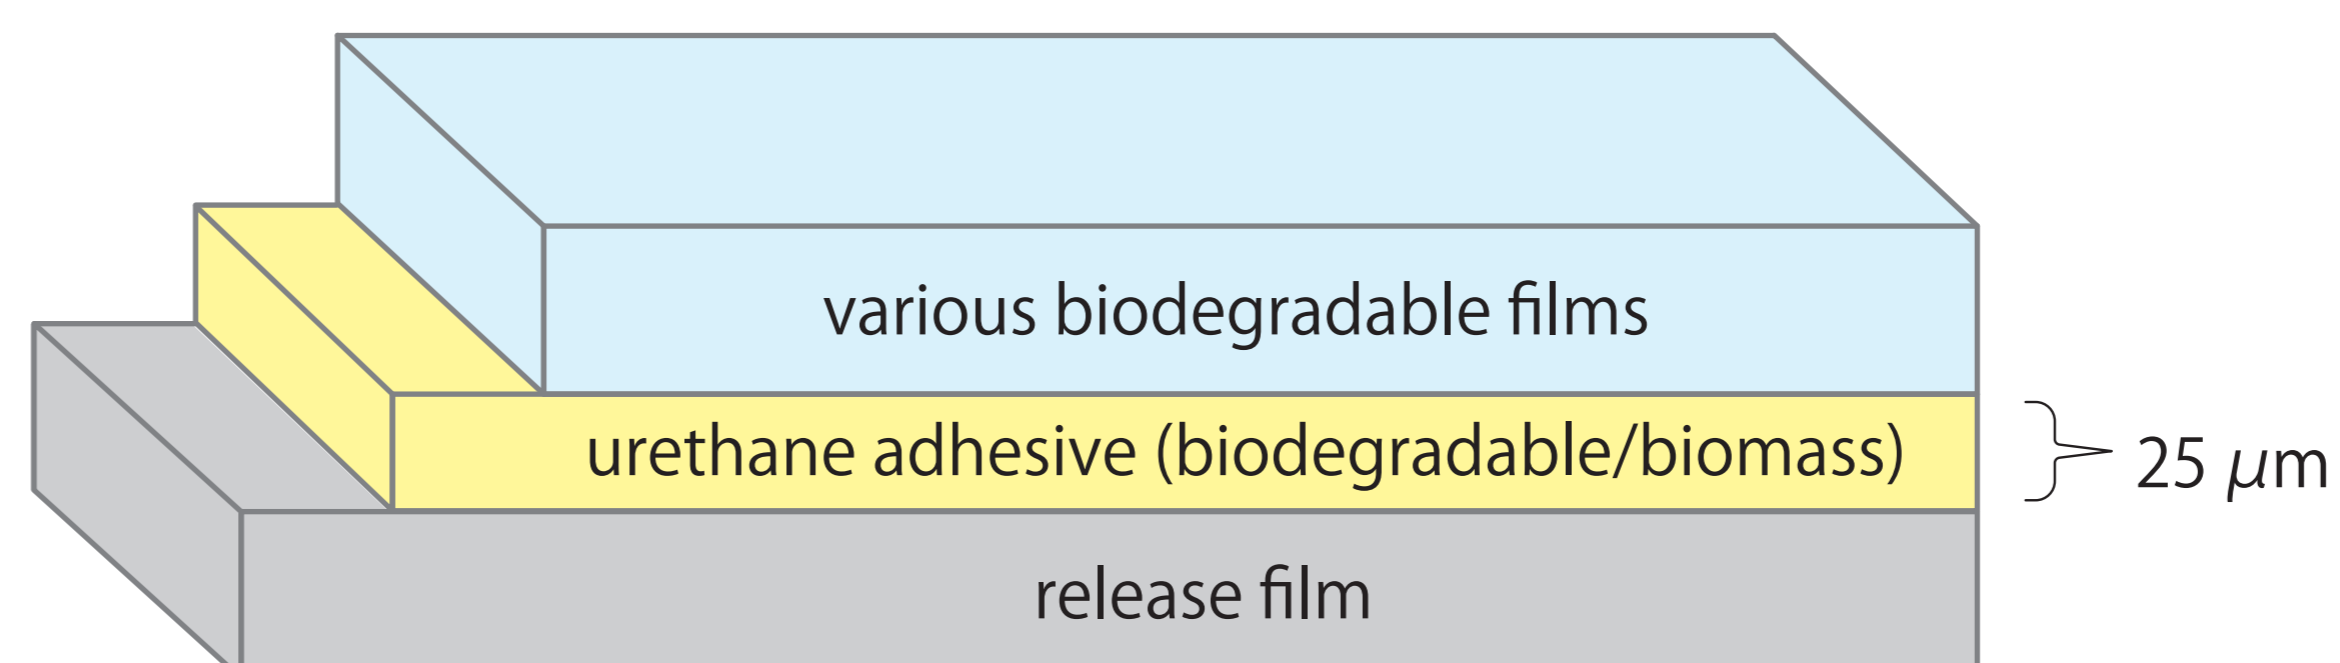 various biodegradable films
urethane adhesive (biodegradable/biomass)
25 μm
release film